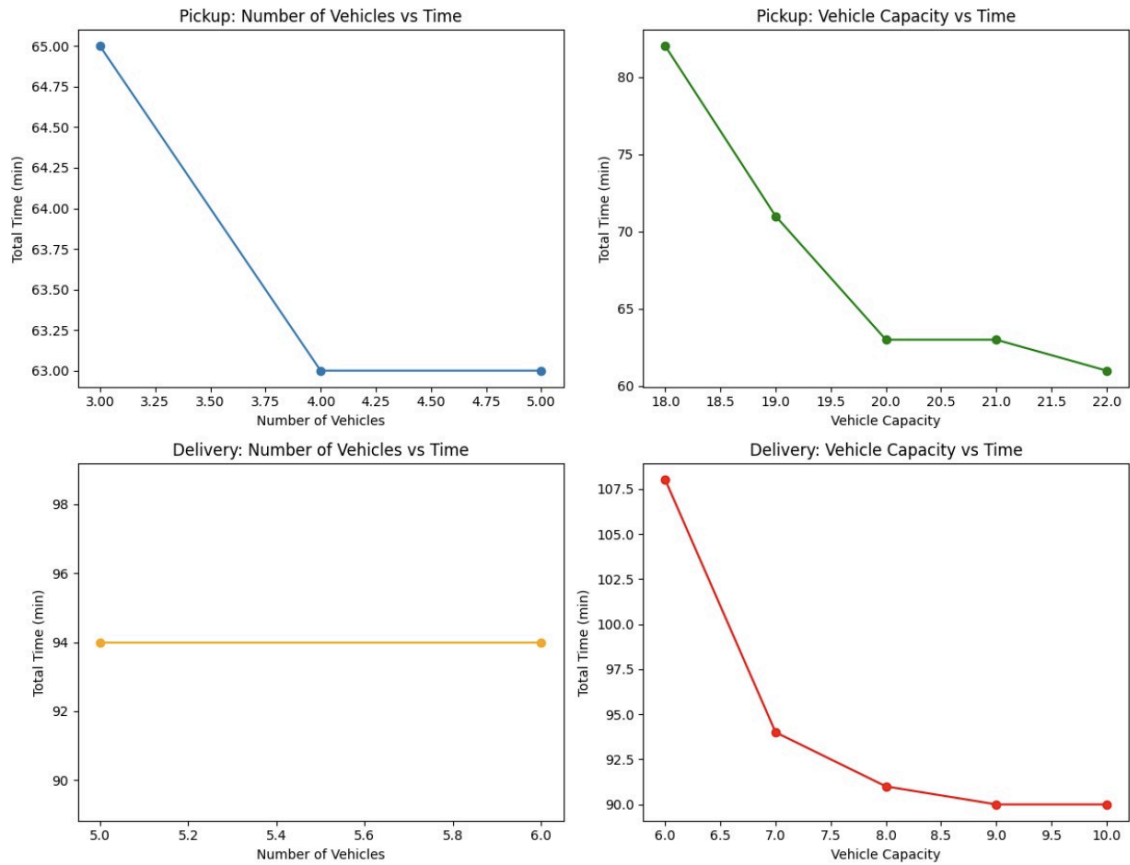 Pickup: Number of Vehicles vs Time
65.00
64.75
64.50
64.25
64.00
63.75
63.50
63.25
63.00
Total Time (min)
3.00 3.25 3.50 3.75 4.00 4.25 4.50 4.75 5.00
Number of Vehicles
Pickup: Vehicle Capacity vs Time
80
75
70
65
60
Total Time (min)
18.0 18.5 19.0 19.5 20.0 20.5 21.0 21.5 22.0
Vehicle Capacity
Delivery: Number of Vehicles vs Time
98
96
94
92
90
Total Time (min)
5.0 5.2 5.4 5.6 5.8 6.0
Number of Vehicles
Delivery: Vehicle Capacity vs Time
107.5
105.0
102.5
100.0
97.5
95.0
92.5
90.0
Total Time (min)
6.0 6.5 7.0 7.5 8.0 8.5 9.0 9.5 10.0
Vehicle Capacity